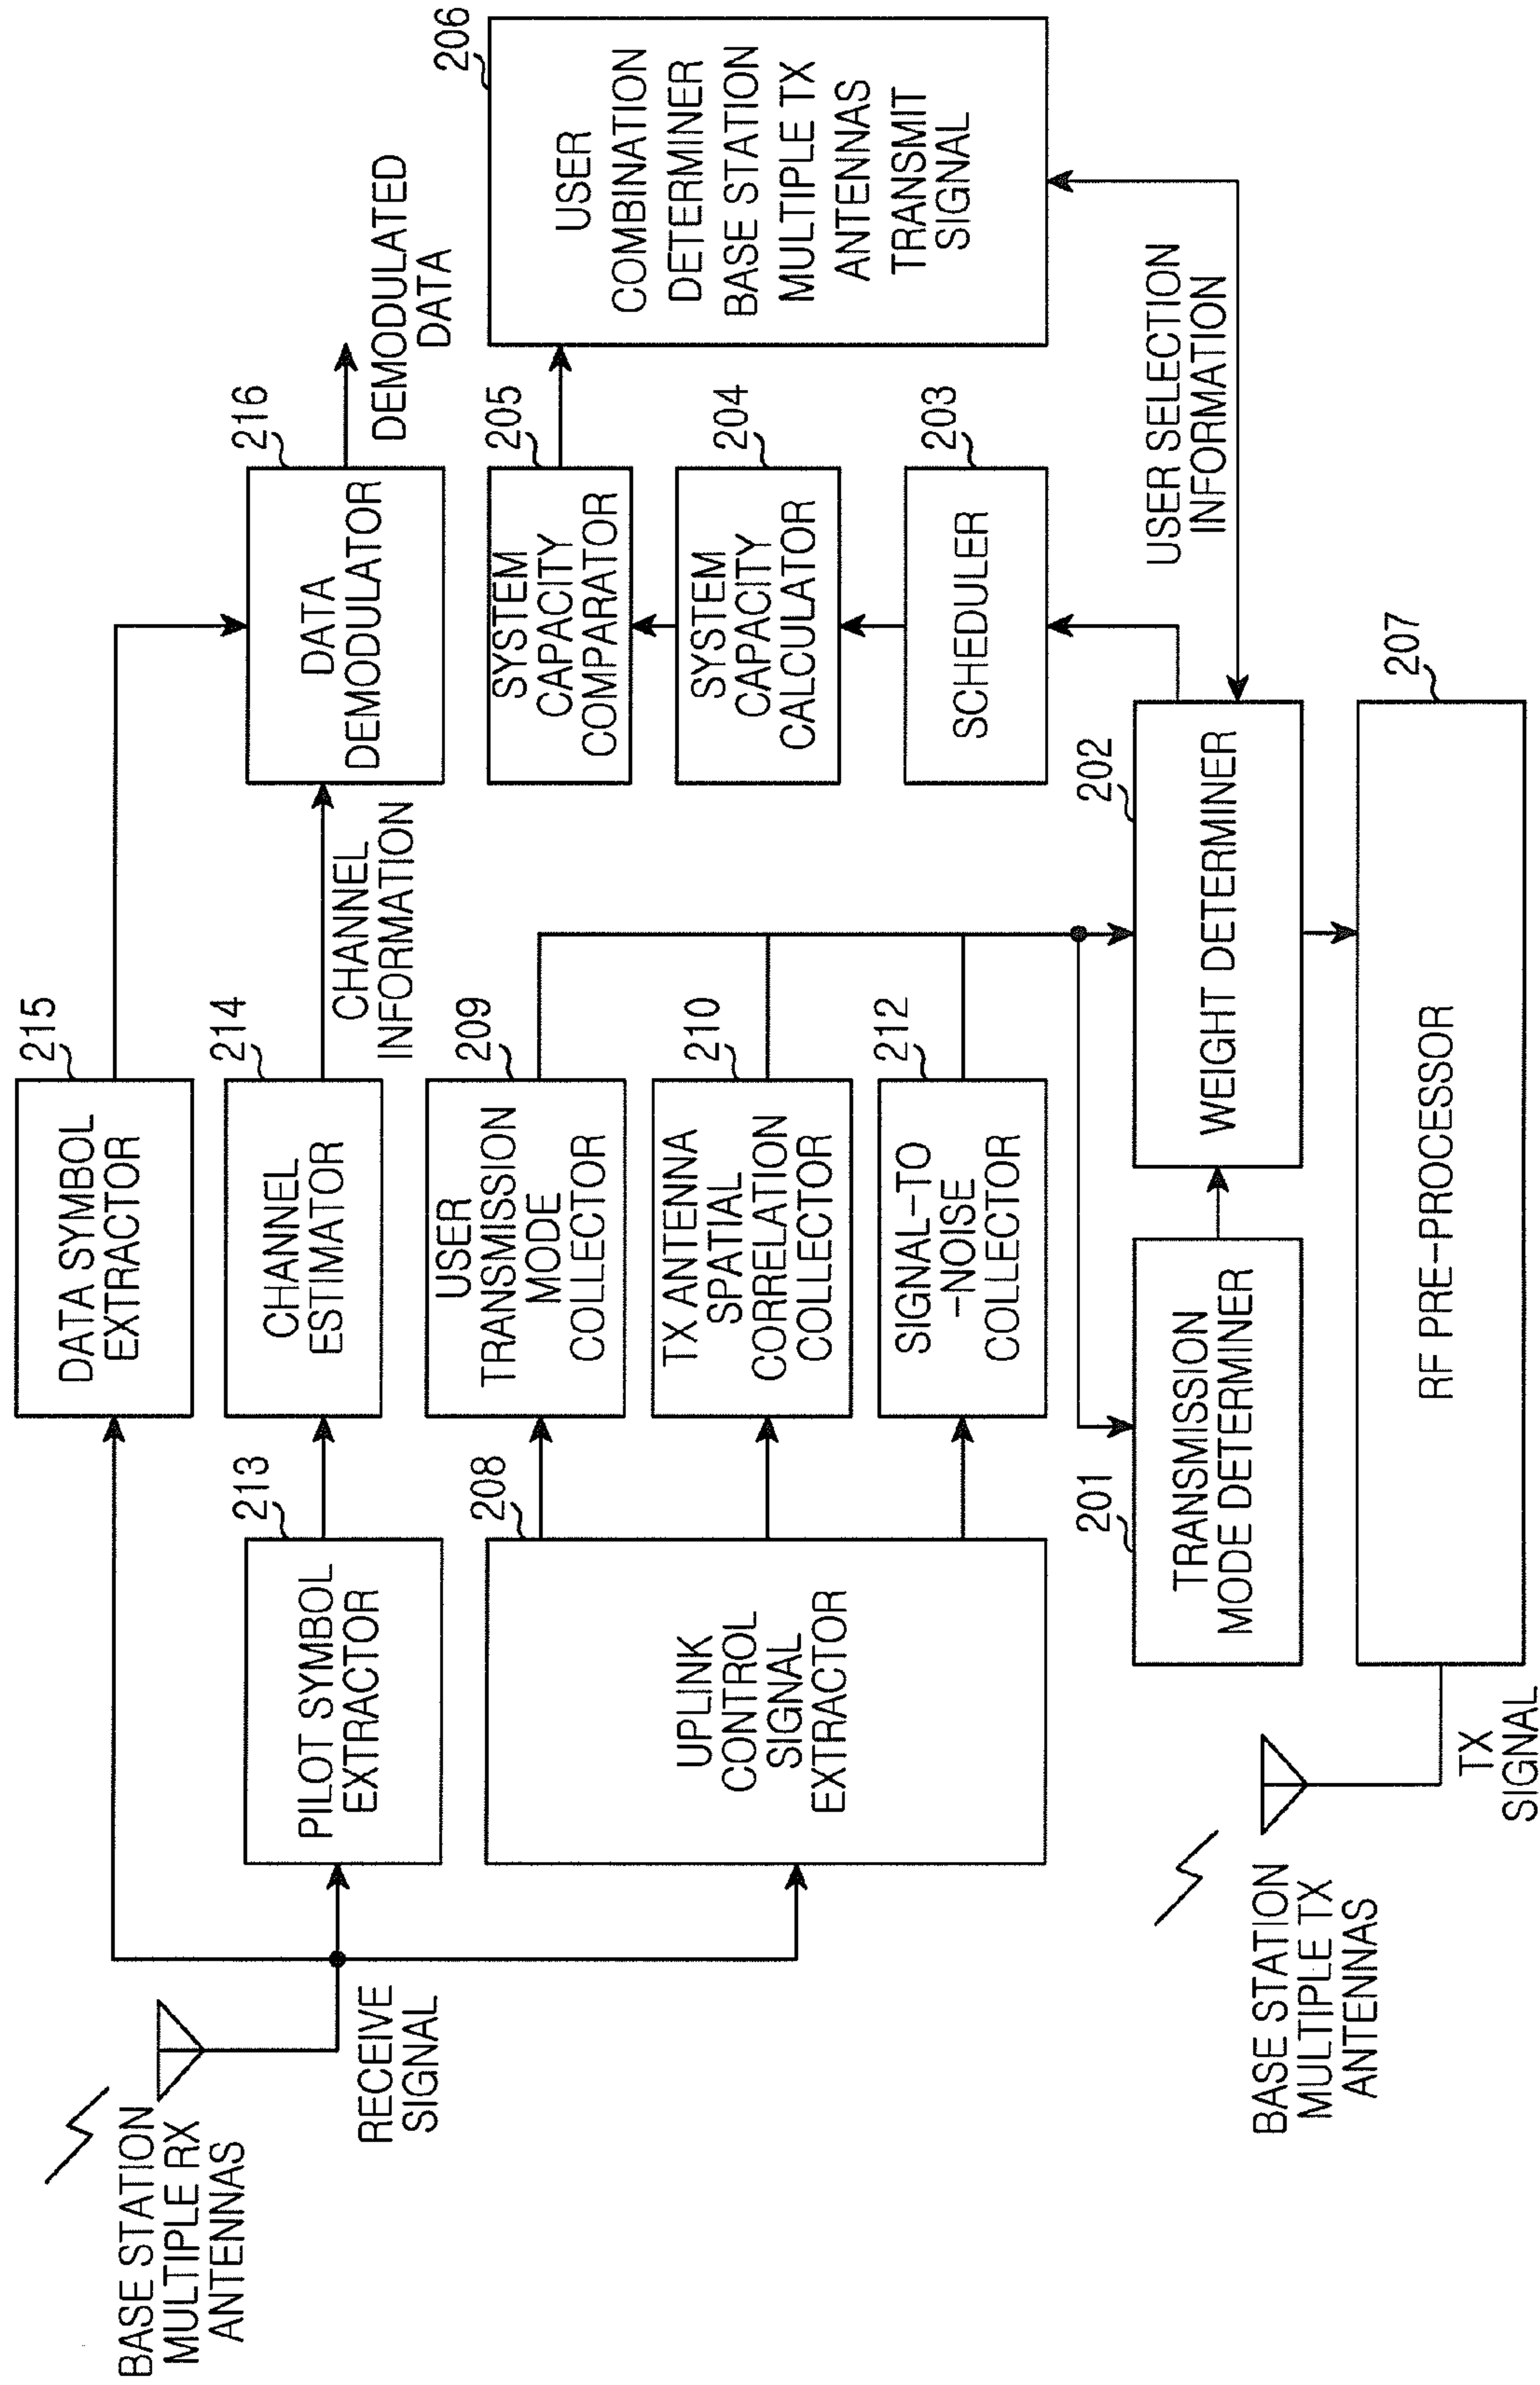 BASE STATION
MULTIPLE RX
ANTENNAS
RECEIVE
SIGNAL
215
DATA SYMBOL
EXTRACTOR
213
PILOT SYMBOL
EXTRACTOR
214
CHANNEL
ESTIMATOR
CHANNEL
INFORMATION
216
DATA
DEMODULATOR
DEMODULATED
DATA
208
UPLINK
CONTROL
SIGNAL
EXTRACTOR
209
USER
TRANSMISSION
MODE
COLLECTOR
210
TX ANTENNA
SPATIAL
CORRELATION
COLLECTOR
212
SIGNAL-TO
-NOISE
COLLECTOR
205
SYSTEM
CAPACITY
COMPARATOR
204
SYSTEM
CAPACITY
CALCULATOR
203
SCHEDULER
206
USER
COMBINATION
DETERMINER
BASE STATION
MULTIPLE TX
ANTENNAS
TRANSMIT
SIGNAL
USER SELECTION
INFORMATION
201
TRANSMISSION
MODE DETERMINER
202
WEIGHT DETERMINER
207
RF PRE-PROCESSOR
BASE STATION
MULTIPLE TX
ANTENNAS
TX
SIGNAL